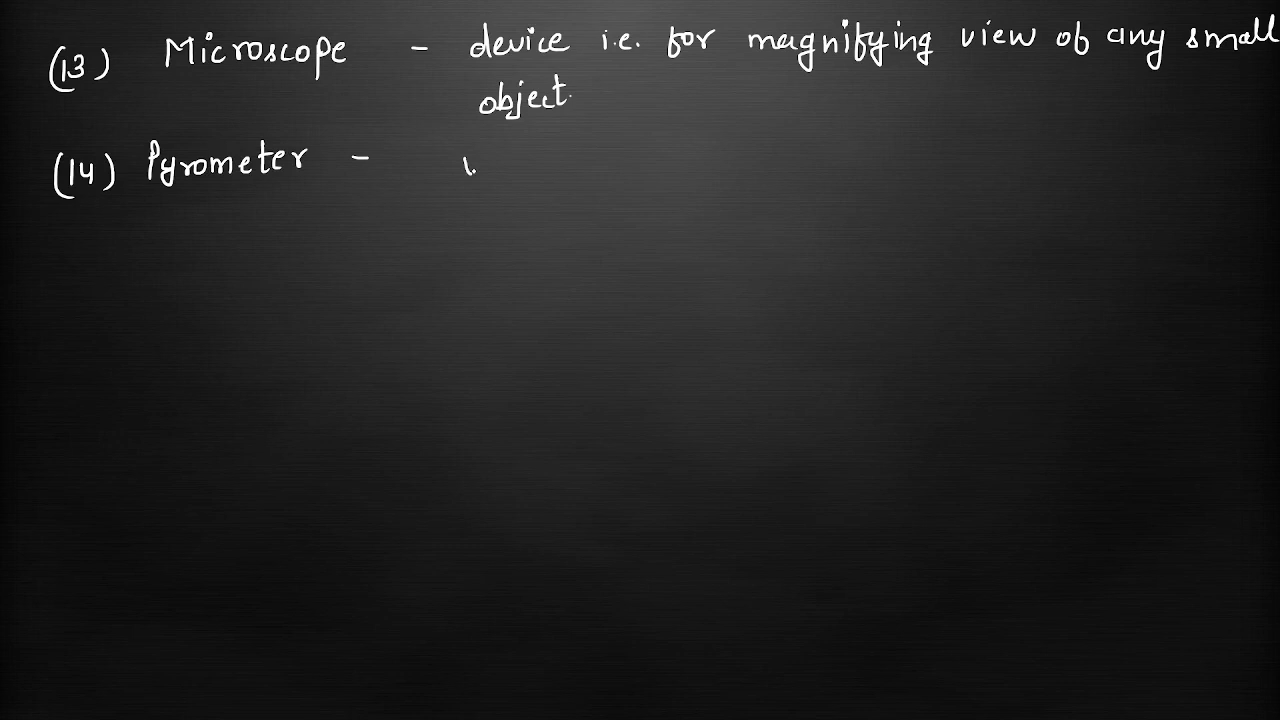 (13) Microscope - device i.e. for magnifying view of any small
object.
(14) Pyrometer -